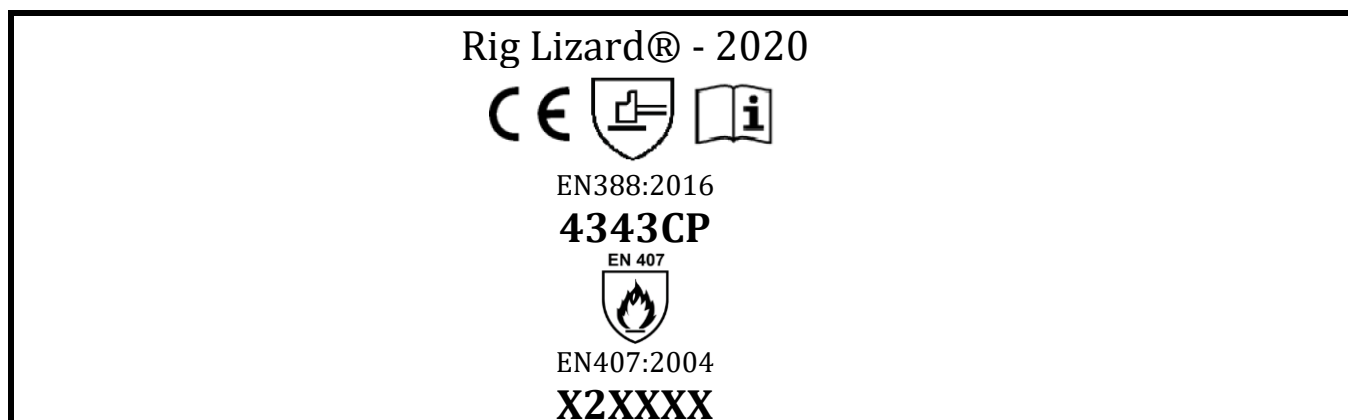 Rig Lizard® - 2020
CE i
EN388:2016
4343CP
EN 407
EN407:2004
X2XXXX